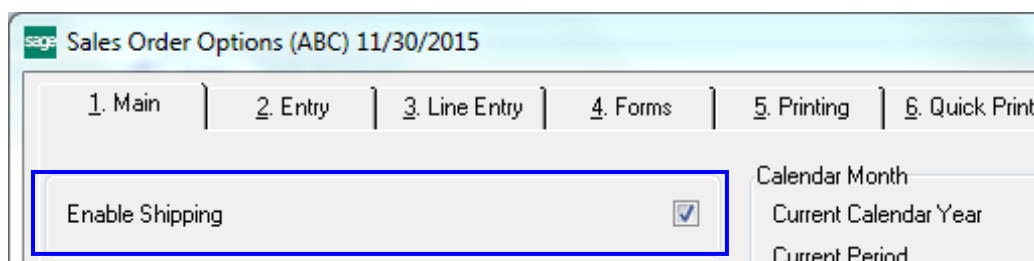 sage Sales Order Options (ABC) 11/30/2015
1. Main 2. Entry 3. Line Entry 4. Forms 5. Printing 6. Quick Print
Calendar Month
Enable Shipping Current Calendar Year
Current Period